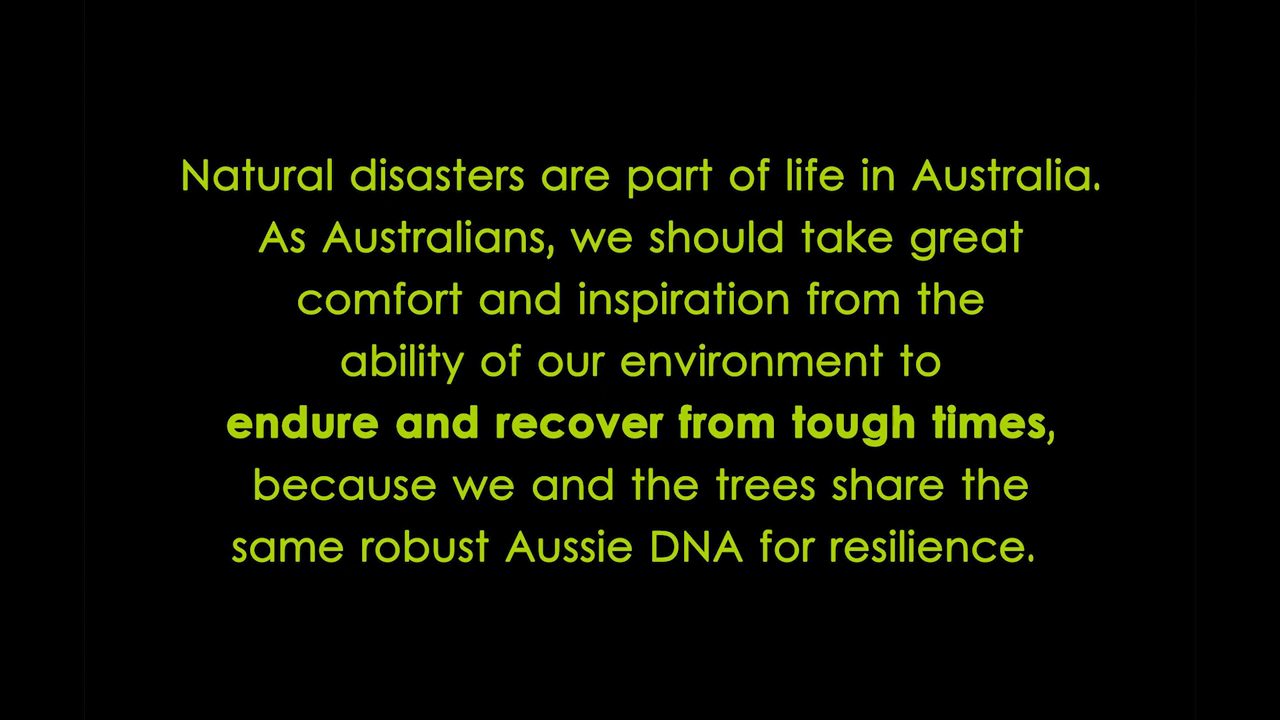 Natural disasters are part of life in Australia.
As Australians, we should take great
comfort and inspiration from the
ability of our environment to
endure and recover from tough times,
because we and the trees share the
same robust Aussie DNA for resilience.